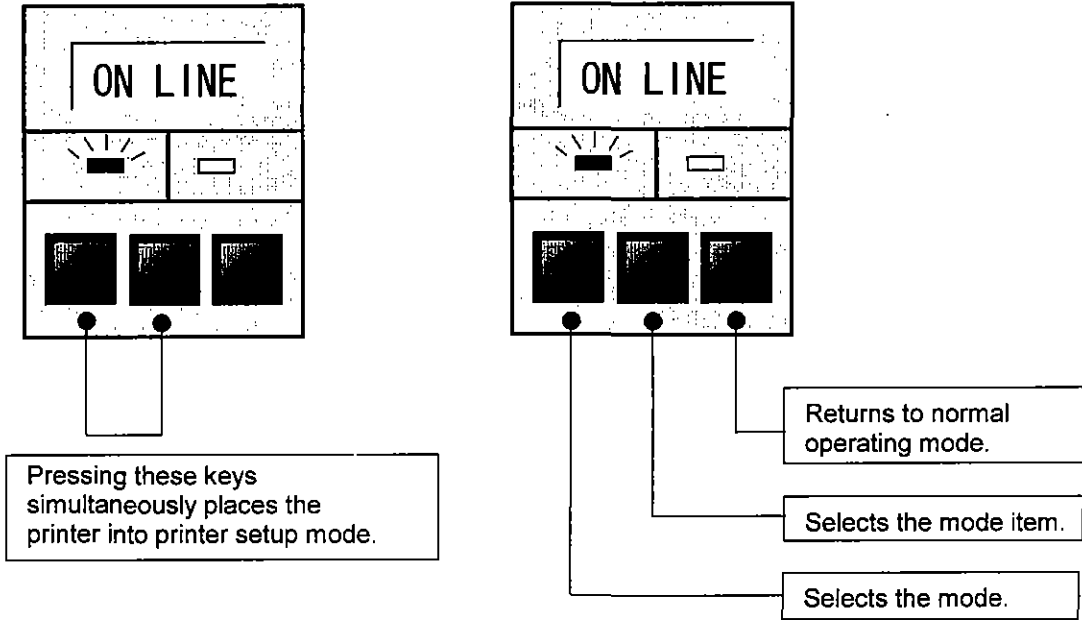 ON LINE
Pressing these keys
simultaneously places the
printer into printer setup mode.
ON LINE
Returns to normal
operating mode.
Selects the mode item.
Selects the mode.